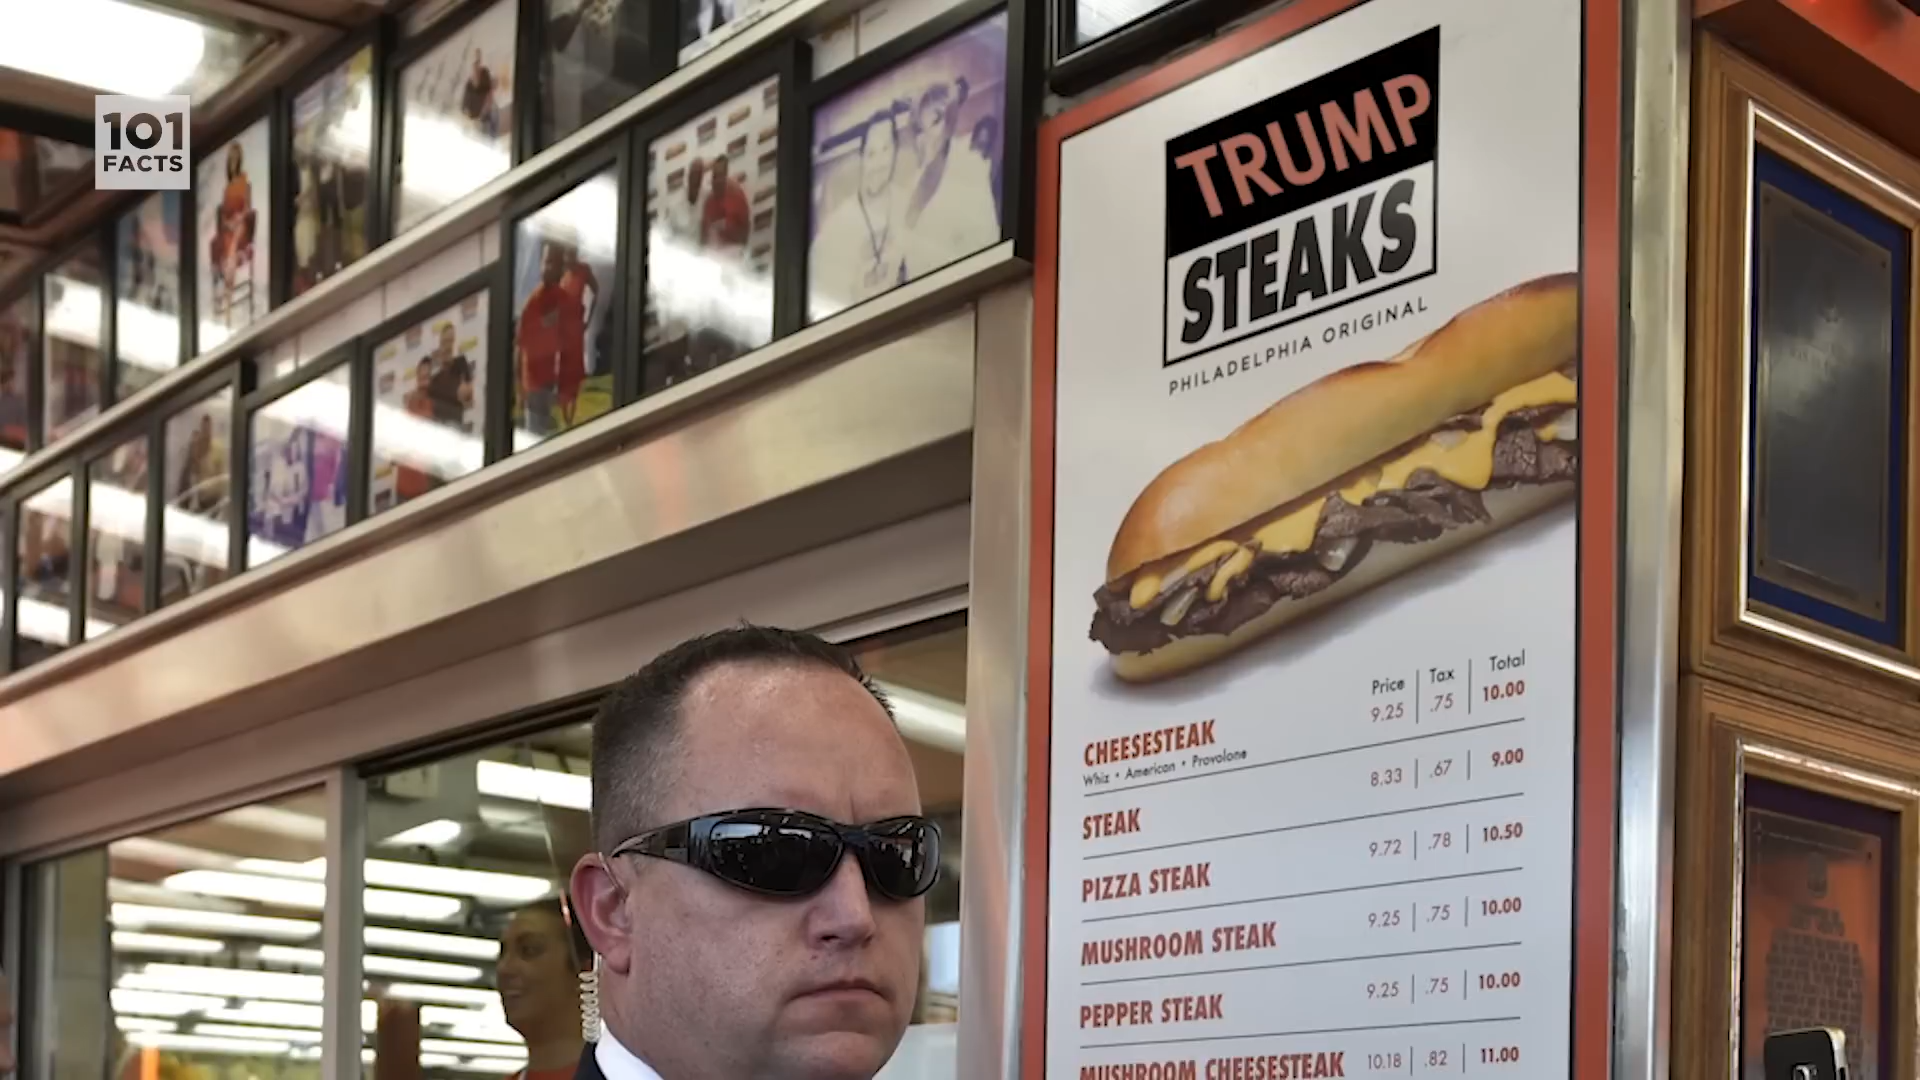 101
FACTS
TRUMP
STEAKS
PHILADELPHIA ORIGINAL
Price | Tax | Total
CHEESESTEAK 9.25 | .75 | 10.00
Whiz • American • Provolone
STEAK 8.33 | .67 | 9.00
PIZZA STEAK 9.72 | .78 | 10.50
MUSHROOM STEAK 9.25 | .75 | 10.00
PEPPER STEAK 9.25 | .75 | 10.00
MUSHROOM CHEESESTEAK 10.18 | .82 | 11.00